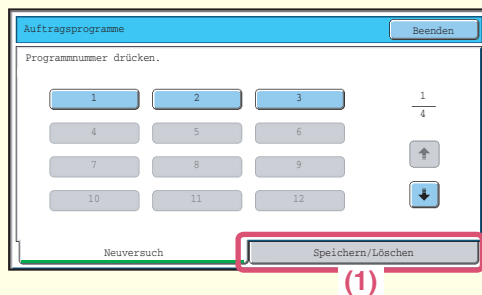 Auftragsprogramme Beenden
Programmnummer drücken.
1 2 3
1
4
4 5 6
7 8 9
10 11 12
Neuversuch Speichern/Löschen
(1)